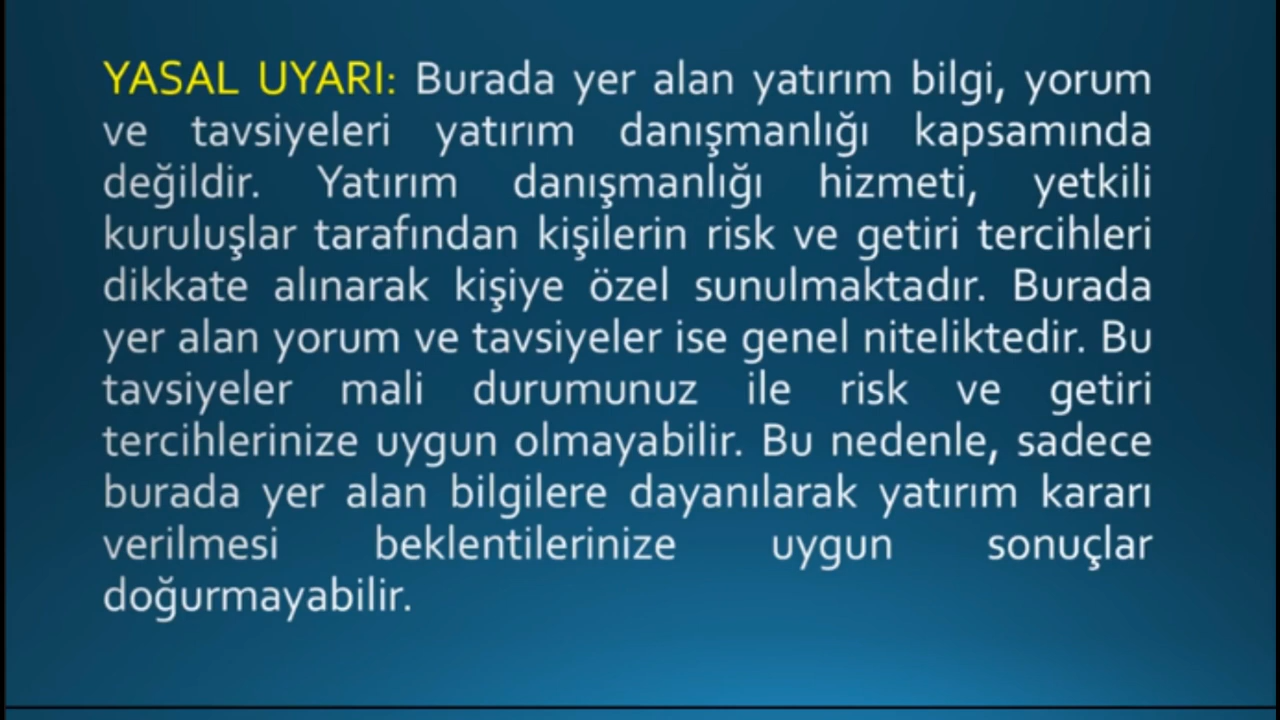 YASAL UYARI: Burada yer alan yatırım bilgi, yorum
ve tavsiyeleri yatırım danışmanlığı kapsamında
değildir. Yatırım danışmanlığı hizmeti, yetkili
kuruluşlar tarafından kişilerin risk ve getiri tercihleri
dikkate alınarak kişiye özel sunulmaktadır. Burada
yer alan yorum ve tavsiyeler ise genel niteliktedir. Bu
tavsiyeler mali durumunuz ile risk ve getiri
tercihlerinize uygun olmayabilir. Bu nedenle, sadece
burada yer alan bilgilere dayanılarak yatırım kararı
verilmesi beklentilerinize uygun sonuçlar
doğurmayabilir.